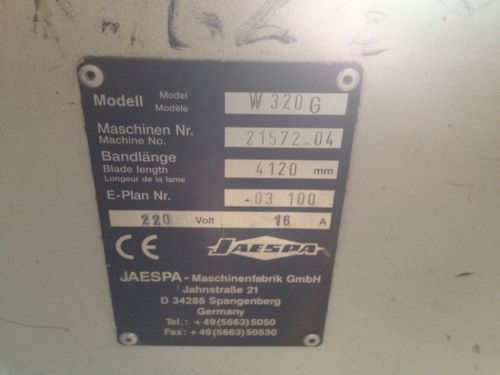 Modell Model Modèle W 320 G
Maschinen Nr. Machine No. 21572-04
Bandlänge Blade length Longeur de la lame 4120 mm
E-Plan Nr. -03 100
220 Volt 16 A
CE JAESPA
JAESPA-Maschinenfabrik GmbH
Jahnstraße 21
D 34286 Spangenberg
Germany
Tel.: +49(5663)5050
Fax.: +49(5663)50530